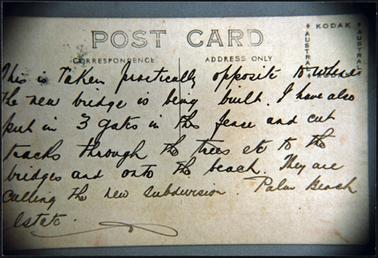 POST CARD
CORRESPONDENCE
ADDRESS ONLY
KODAK
AUSTRAL
AUSTRA
This is taken practically opposite to where
the new bridge is being built. I have also
put in 3 gates in the fence and cut
tracks through the trees etc to the
bridges and onto the beach. They are
calling the new subdivision Palm Beach
Estate.